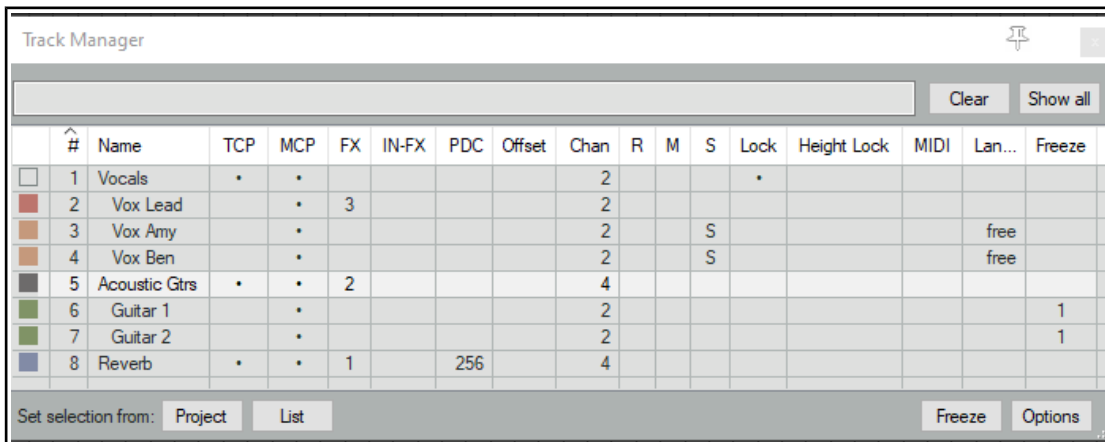 Track Manager
Clear Show all
# Name TCP MCP FX IN-FX PDC Offset Chan R M S Lock Height Lock MIDI Lan... Freeze
1 Vocals • • 2 •
2 Vox Lead • 3 2
3 Vox Amy • 2 S free
4 Vox Ben • 2 S free
5 Acoustic Gtrs • • 2 4
6 Guitar 1 • 2 1
7 Guitar 2 • 2 1
8 Reverb • • 1 256 4
Set selection from: Project List Freeze Options